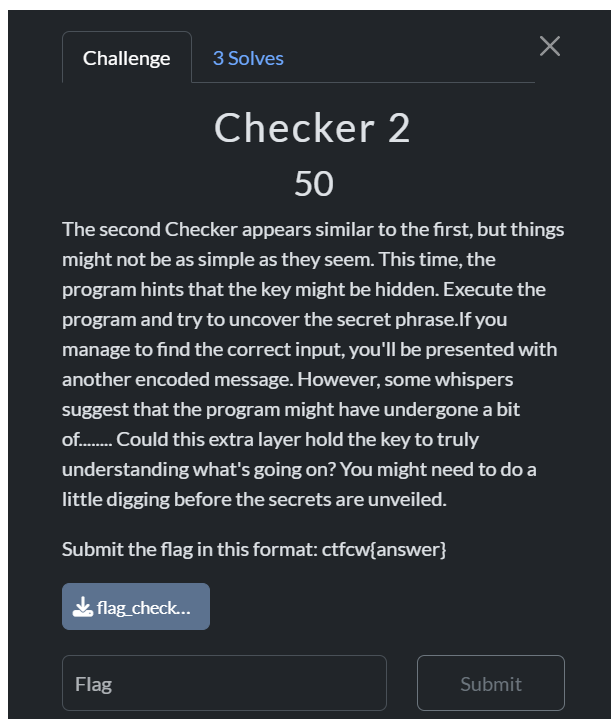 Challenge
3 Solves
Checker 2
50
The second Checker appears similar to the first, but things
might not be as simple as they seem. This time, the
program hints that the key might be hidden. Execute the
program and try to uncover the secret phrase.If you
manage to find the correct input, you'll be presented with
another encoded message. However, some whispers
suggest that the program might have undergone a bit
of........ Could this extra layer hold the key to truly
understanding what's going on? You might need to do a
little digging before the secrets are unveiled.
Submit the flag in this format: ctfcw{answer}
flag_check...
Flag
Submit